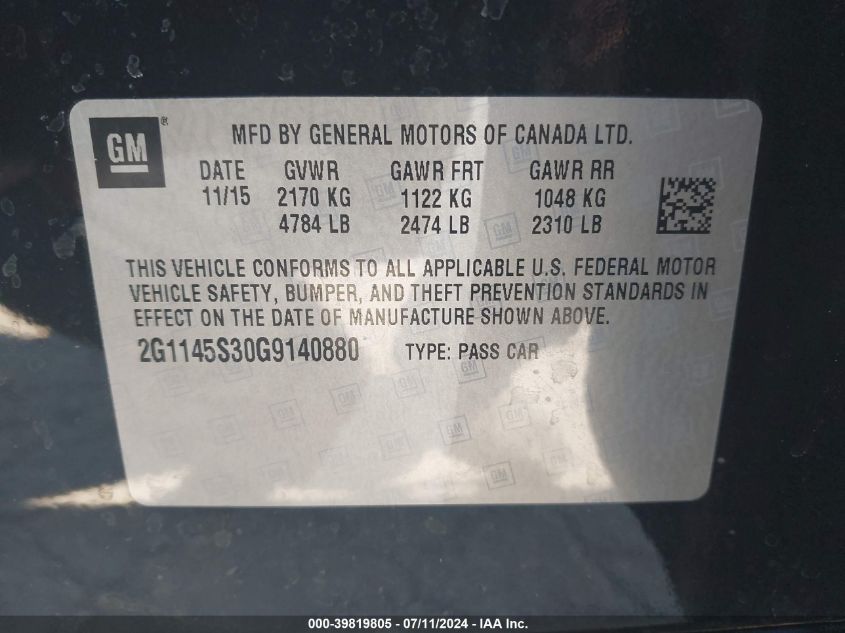 GM®
MFD BY GENERAL MOTORS OF CANADA LTD.
DATE GVWR GAWR FRT GAWR RR
11/15 2170 KG 1122 KG 1048 KG
4784 LB 2474 LB 2310 LB
THIS VEHICLE CONFORMS TO ALL APPLICABLE U.S. FEDERAL MOTOR
VEHICLE SAFETY, BUMPER, AND THEFT PREVENTION STANDARDS IN
EFFECT ON THE DATE OF MANUFACTURE SHOWN ABOVE.
2G1145S30G9140880 TYPE: PASS CAR
000-39819805 - 07/11/2024 - IAA Inc.